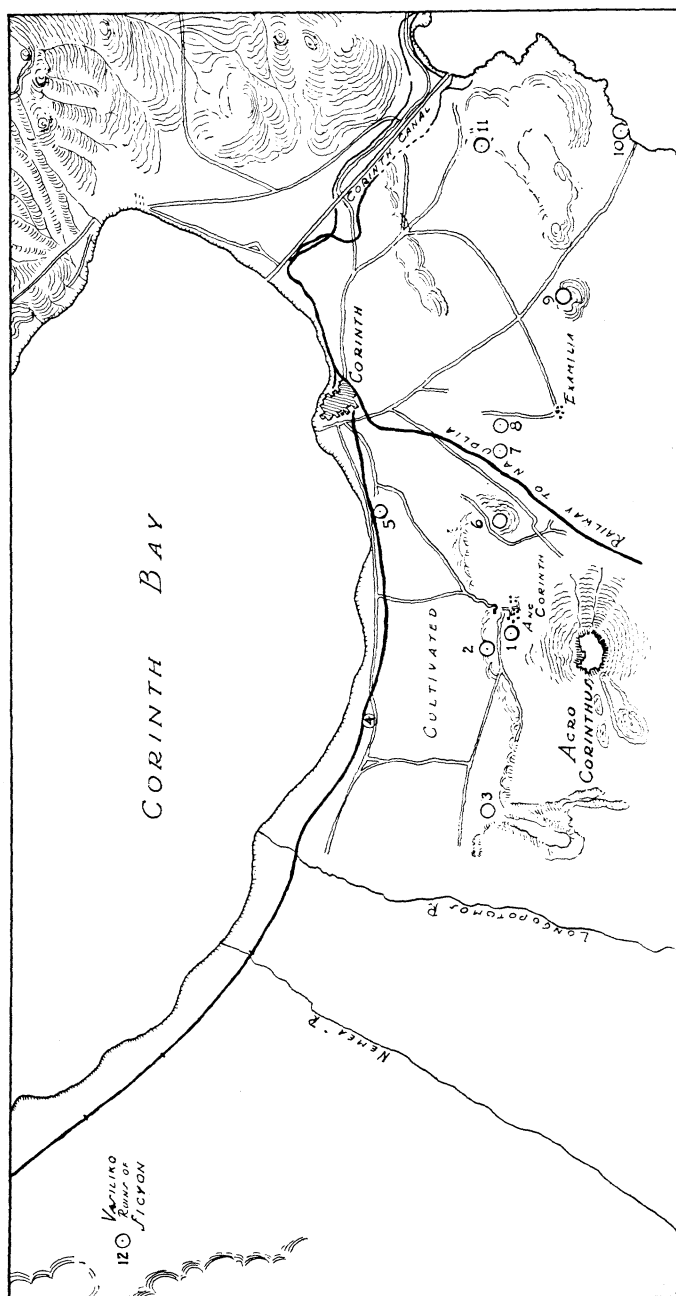 CORINTH BAY
CORINTH CANAL
CORINTH
11
10
9
EXAMILIA
8
7
RAILWAY TO NAUPLIA
6
5
ANC
CORINTH
1
2
CULTIVATED
4
ACRO
CORINTHUS
3
LONGOPOTOMOS
R.
NEMEA R.
12
VASILIKO
RUINS OF
SICYON